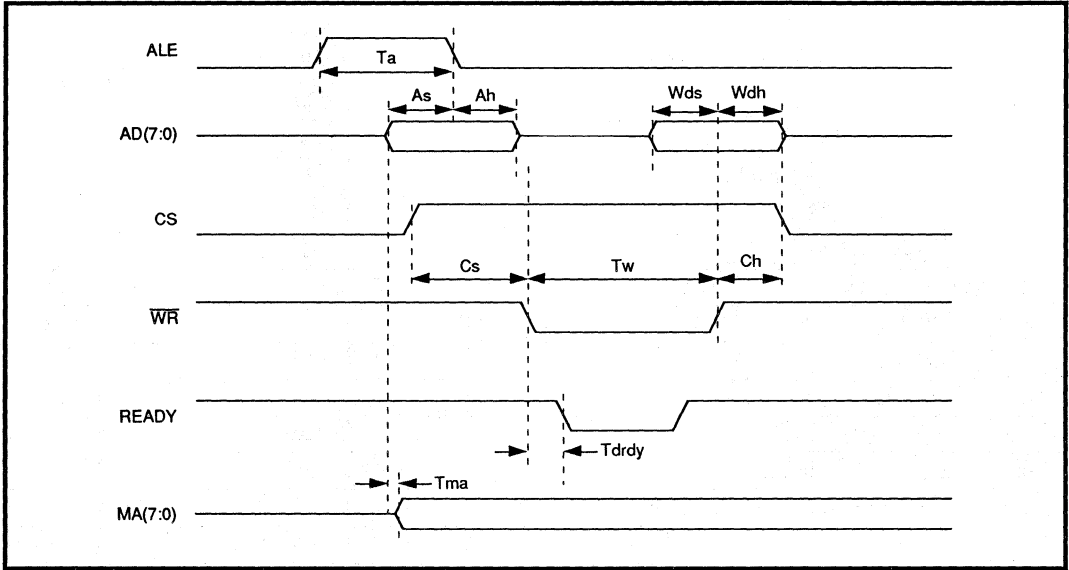 ALE
Ta
As Ah Wds Wdh
AD(7:0)
CS
Cs Tw Ch
WR
READY
Tdrdy
Tma
MA(7:0)